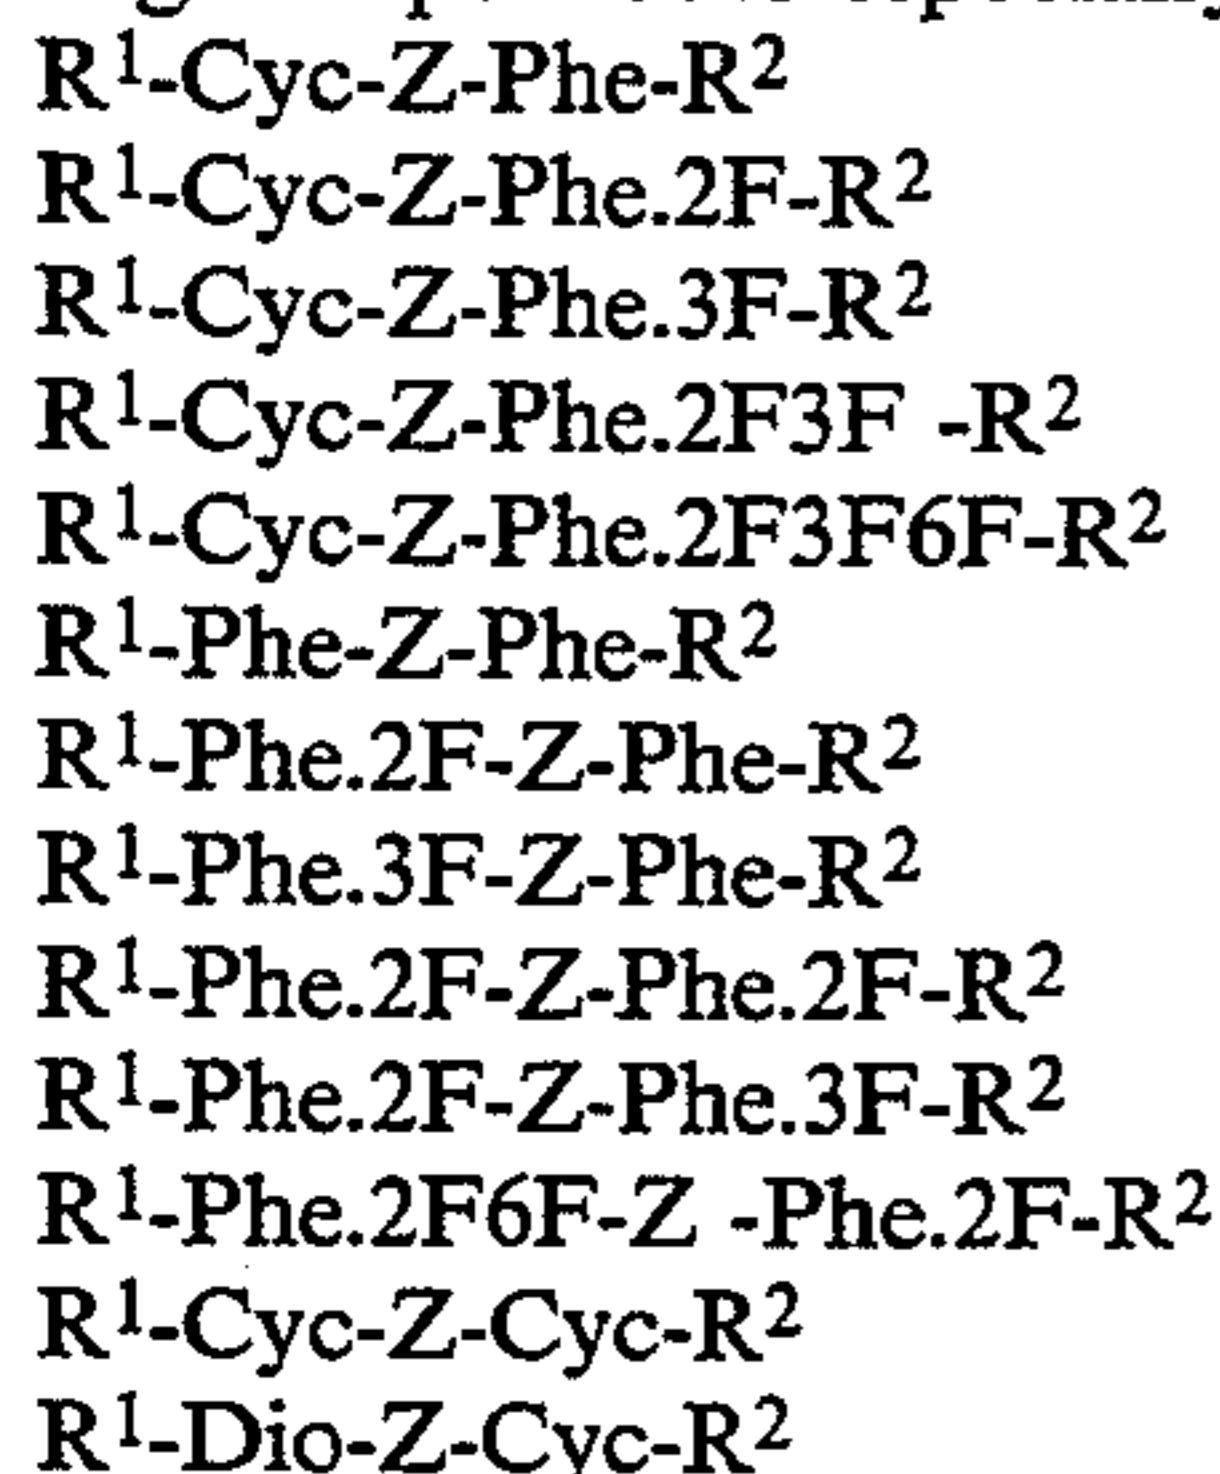 R¹-Cyc-Z-Phe-R²
R¹-Cyc-Z-Phe.2F-R²
R¹-Cyc-Z-Phe.3F-R²
R¹-Cyc-Z-Phe.2F3F -R²
R¹-Cyc-Z-Phe.2F3F6F-R²
R¹-Phe-Z-Phe-R²
R¹-Phe.2F-Z-Phe-R²
R¹-Phe.3F-Z-Phe-R²
R¹-Phe.2F-Z-Phe.2F-R²
R¹-Phe.2F-Z-Phe.3F-R²
R¹-Phe.2F6F-Z -Phe.2F-R²
R¹-Cyc-Z-Cyc-R²
R¹-Dio-Z-Cyc-R²